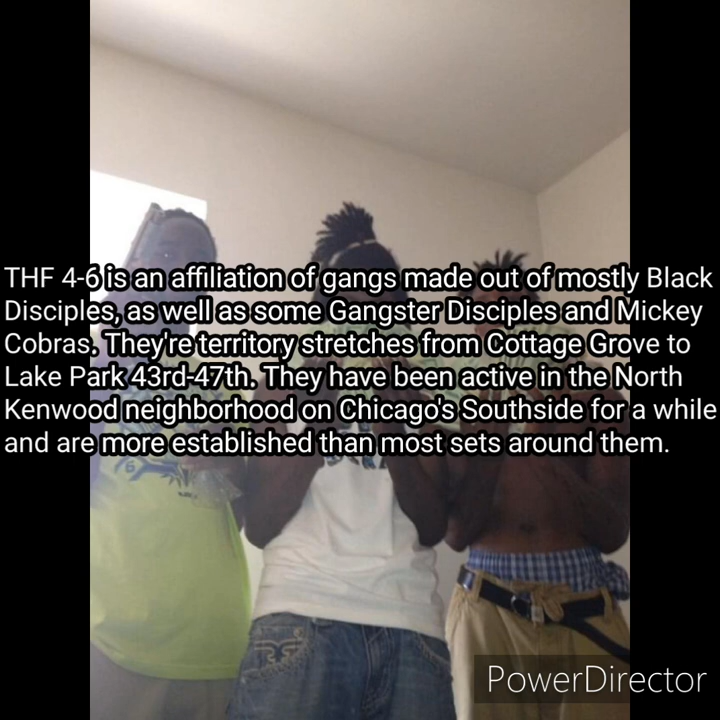 THF 4-6 is an affiliation of gangs made out of mostly Black
Disciples, as well as some Gangster Disciples and Mickey
Cobras. They're territory stretches from Cottage Grove to
Lake Park 43rd-47th. They have been active in the North
Kenwood neighborhood on Chicago's Southside for a while
and are more established than most sets around them.
PowerDirector